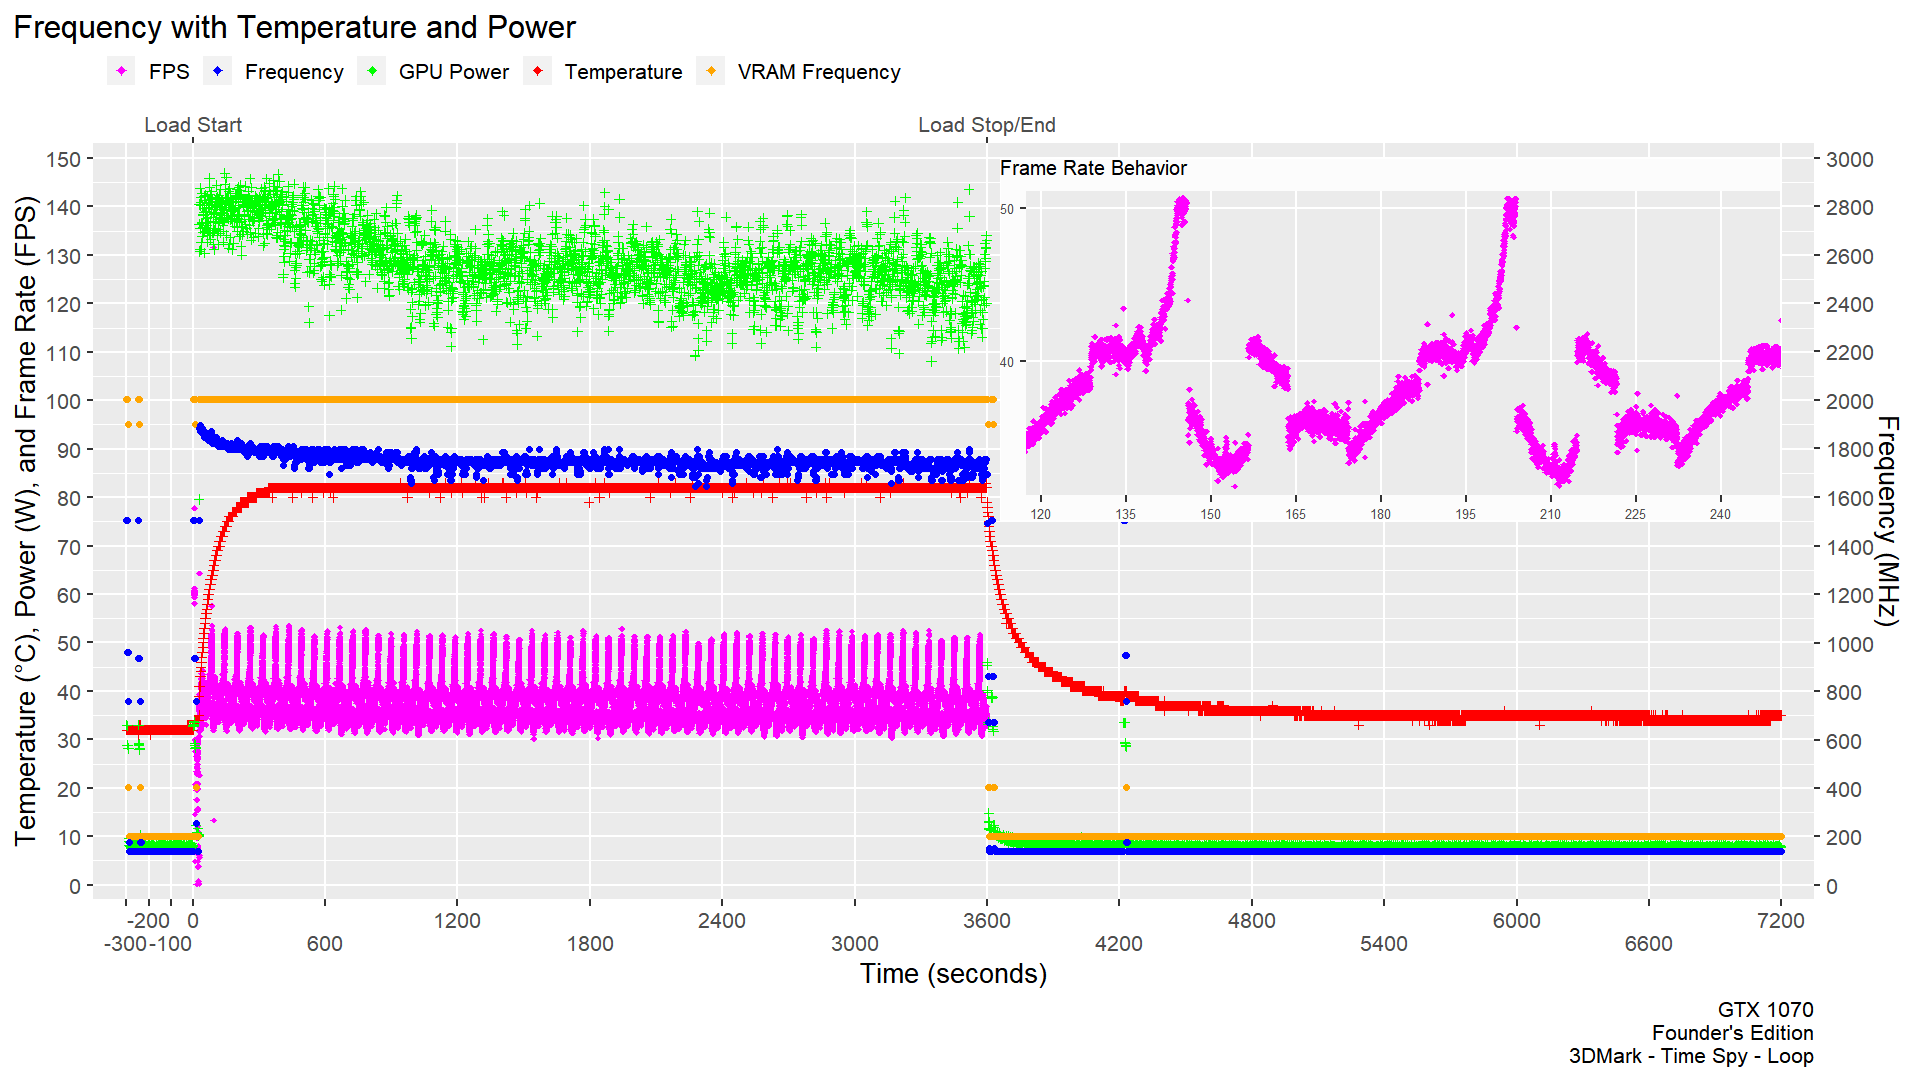 Frequency with Temperature and Power
FPS Frequency GPU Power Temperature VRAM Frequency
Load Start Load Stop/End
Frame Rate Behavior
50
40
120 135 150 165 180 195 210 225 240
Temperature (°C), Power (W), and Frame Rate (FPS)
150
140
130
120
110
100
90
80
70
60
50
40
30
20
10
0
3000
2800
2600
2400
2200
2000
1800
1600
1400
1200
1000
800
600
400
200
0
Frequency (MHz)
-200 0 1200 2400 3600 4800 6000 7200
-300 -100 600 1800 3000 4200 5400 6600
Time (seconds)
GTX 1070
Founder's Edition
3DMark - Time Spy - Loop